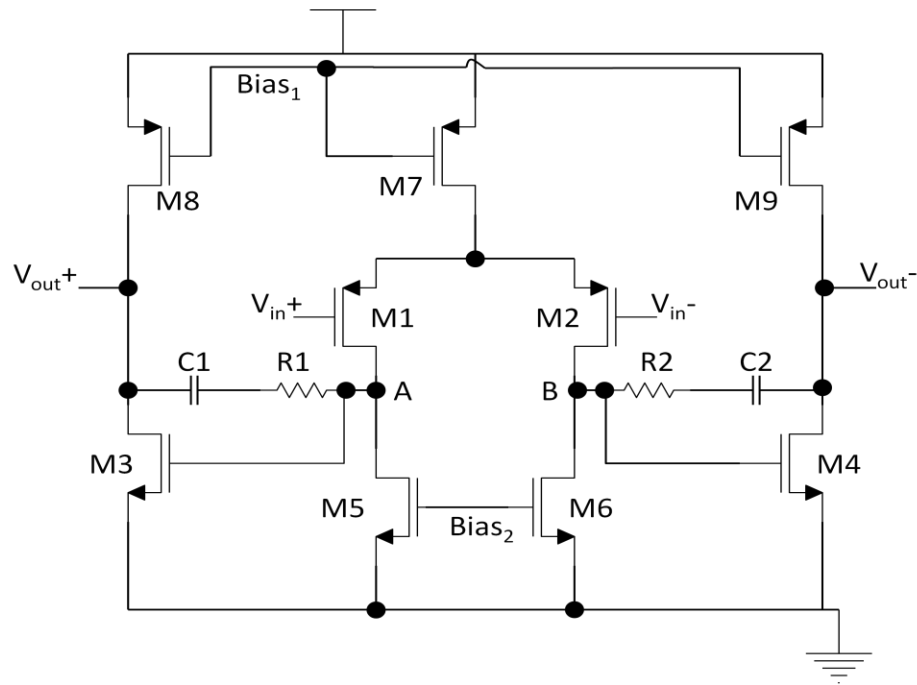 Bias₁
M8
M7
M9
Vout+
Vout-
Vin+
M1
M2
Vin-
C1
R1
A
B
R2
C2
M3
M5
Bias₂
M6
M4